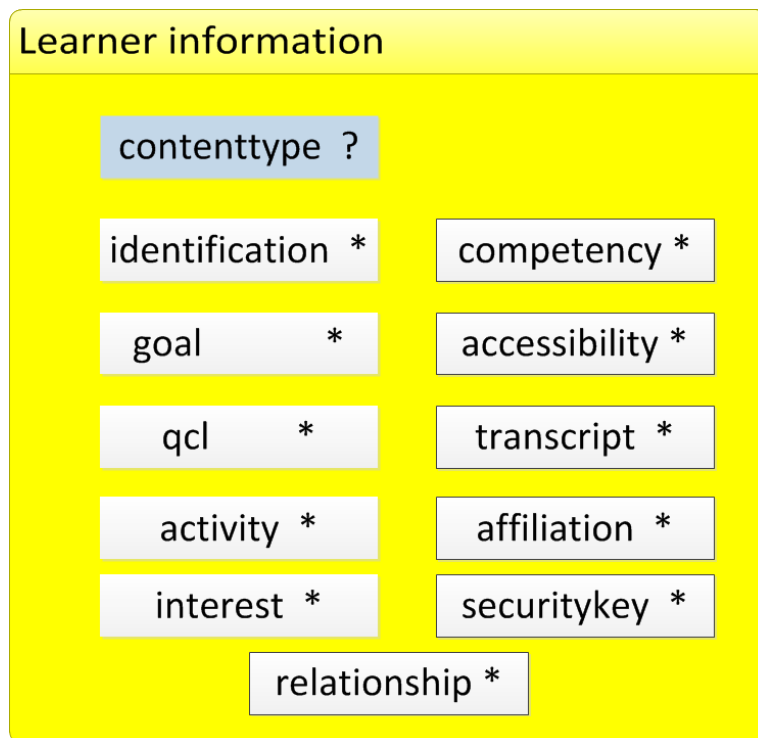 Learner information
contenttype ?
identification * competency *
goal * accessibility *
qcl * transcript *
activity * affiliation *
interest * securitykey *
relationship *